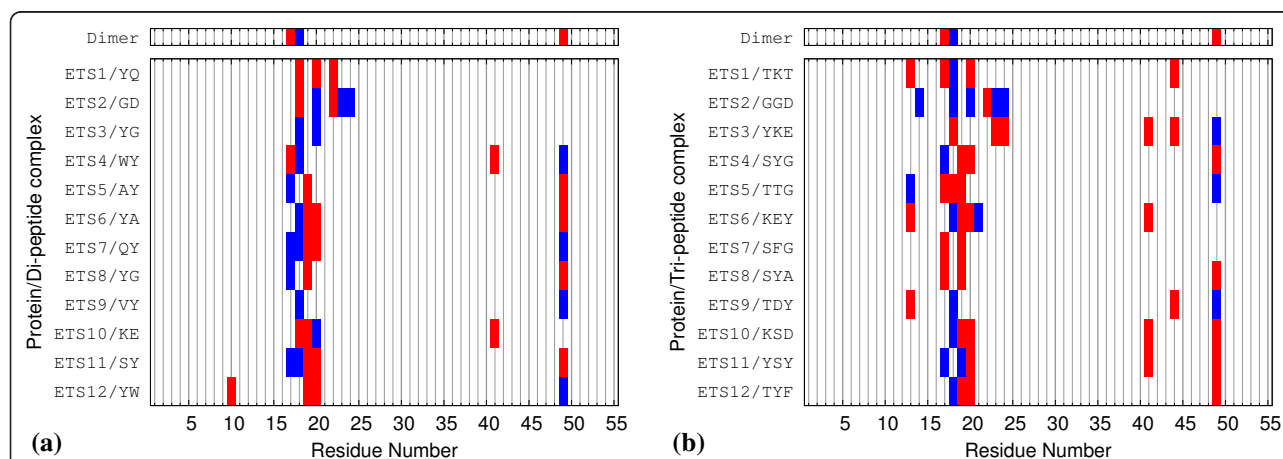 Dimer
ETS1/YQ
ETS2/GD
ETS3/YG
ETS4/WY
ETS5/AY
ETS6/YA
ETS7/QY
ETS8/YG
ETS9/VY
ETS10/KE
ETS11/SY
ETS12/YW
Protein/Di-peptide complex
5 10 15 20 25 30 35 40 45 50 55
Residue Number
(a)
Dimer
ETS1/TKT
ETS2/GGD
ETS3/YKE
ETS4/SYG
ETS5/TTG
ETS6/KEY
ETS7/SFG
ETS8/SYA
ETS9/TDY
ETS10/KSD
ETS11/YSY
ETS12/TYF
Protein/Tri-peptide complex
5 10 15 20 25 30 35 40 45 50 55
Residue Number
(b)